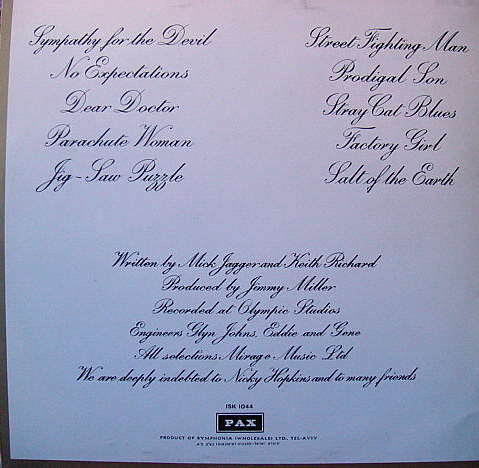 Sympathy for the Devil
No Expectations
Dear Doctor
Parachute Woman
Jig-Saw Puzzle
Street Fighting Man
Prodigal Son
Stray Cat Blues
Factory Girl
Salt of the Earth
Written by Mick Jagger and Keith Richard
Produced by Jimmy Miller
Recorded at Olympic Studios
Engineers Glyn Johns, Eddie and Gene
All selections Mirage Music Ltd
We are deeply indebted to Nicky Hopkins and to many friends
ISK 1044
PAX
PRODUCT OF SYMPHONIA (WHOLESALE) LTD., TEL-AVIV